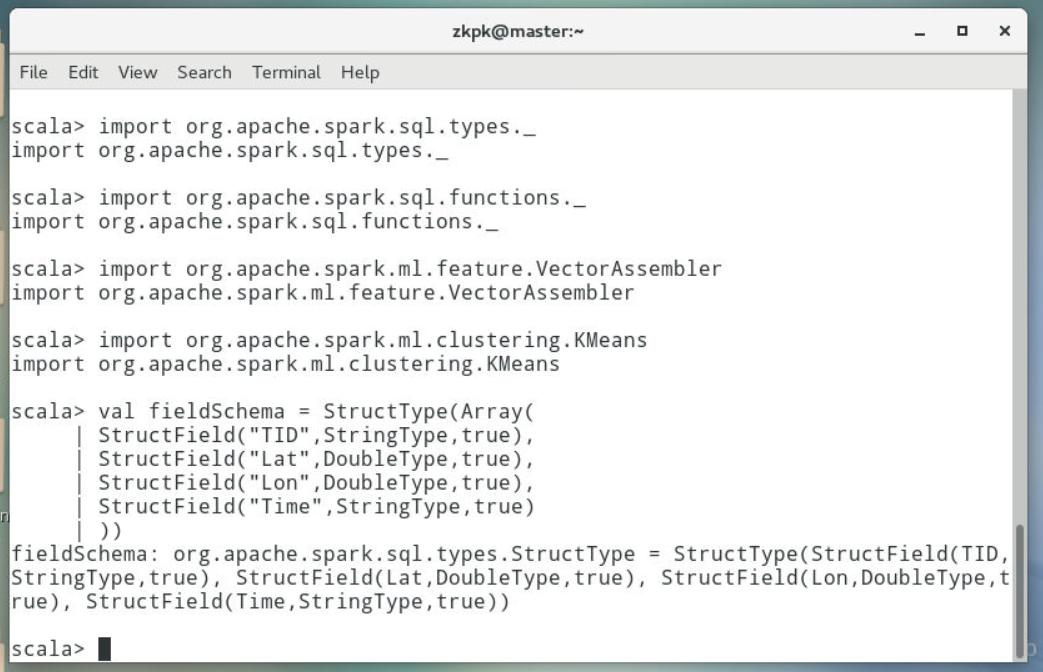 zkpk@master:~
File Edit View Search Terminal Help
scala> import org.apache.spark.sql.types._
import org.apache.spark.sql.types._
scala> import org.apache.spark.sql.functions._
import org.apache.spark.sql.functions._
scala> import org.apache.spark.ml.feature.VectorAssembler
import org.apache.spark.ml.feature.VectorAssembler
scala> import org.apache.spark.ml.clustering.KMeans
import org.apache.spark.ml.clustering.KMeans
scala> val fieldSchema = StructType(Array(
| StructField("TID",StringType,true),
| StructField("Lat",DoubleType,true),
| StructField("Lon",DoubleType,true),
| StructField("Time",StringType,true)
| ))
fieldSchema: org.apache.spark.sql.types.StructType = StructType(StructField(TID,
StringType,true), StructField(Lat,DoubleType,true), StructField(Lon,DoubleType,t
rue), StructField(Time,StringType,true))
scala>